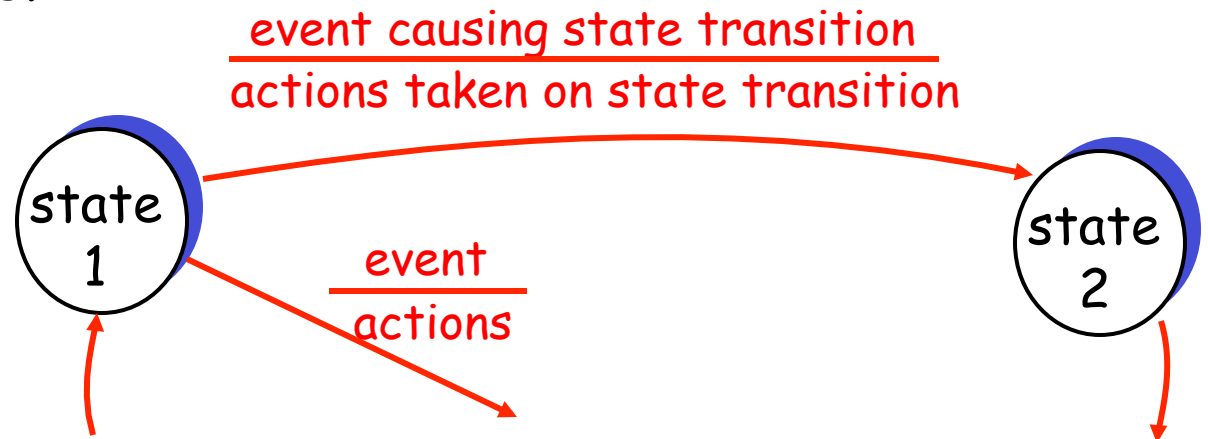 event causing state transition
actions taken on state transition
state
1
state
2
event
actions